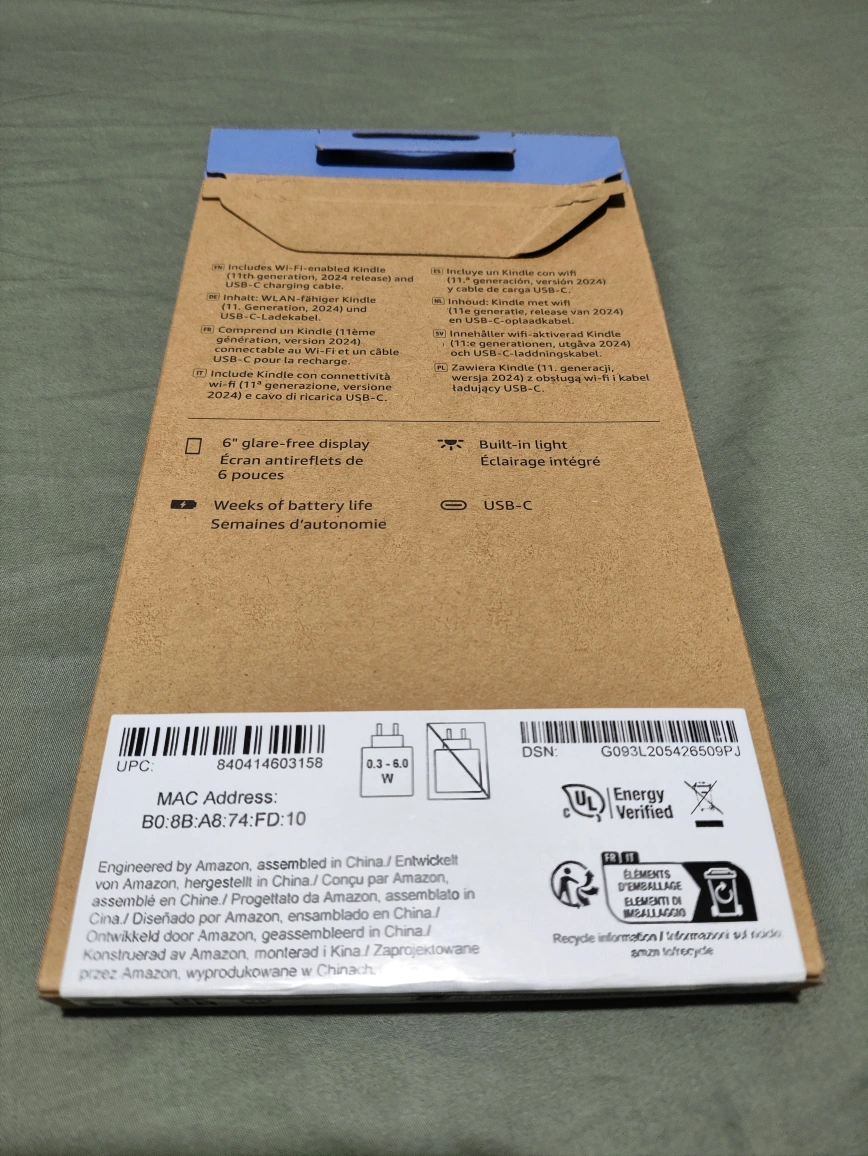 EN Includes Wi-Fi-enabled Kindle
(11th generation, 2024 release) and
USB-C charging cable.
DE Inhalt: WLAN-fähiger Kindle
(11. Generation, 2024) und
USB-C-Ladekabel.
FR Comprend un Kindle (11ème
génération, version 2024)
connectable au Wi-Fi et un câble
USB-C pour la recharge.
IT Include Kindle con connettività
wi-fi (11ª generazione, versione
2024) e cavo di ricarica USB-C.
ES Incluye un Kindle con wifi
(11.ª generación, versión 2024)
y cable de carga USB-C.
NL Inhoud: Kindle met wifi
(11e generatie, release van 2024)
en USB-C-oplaadkabel.
SV Innehåller wifi-aktiverad Kindle
(11:e generationen, utgåva 2024)
och USB-C-laddningskabel.
PL Zawiera Kindle (11. generacji,
wersja 2024) z obsługą wi-fi i kabel
ładujący USB-C.
6" glare-free display
Écran antireflets de
6 pouces
Built-in light
Éclairage intégré
Weeks of battery life
Semaines d'autonomie
USB-C
UPC: 840414603158
MAC Address:
B0:8B:A8:74:FD:10
0.3 - 6.0
W
DSN: G093L205426509PJ
c UL Energy
Verified
Engineered by Amazon, assembled in China./ Entwickelt
von Amazon, hergestellt in China./ Conçu par Amazon,
assemblé en Chine./ Progettato da Amazon, assemblato in
Cina./ Diseñado por Amazon, ensamblado en China./
Ontwikkeld door Amazon, geassembleerd in China./
Konstruerad av Amazon, monterad i Kina./ Zaprojektowane
przez Amazon, wyprodukowane w Chinach.
FR IT
ÉLÉMENTS
D'EMBALLAGE
ELEMENTI DI
IMBALLAGGIO
Recycle information / Informazioni sul riciclo
amzn.to/recycle